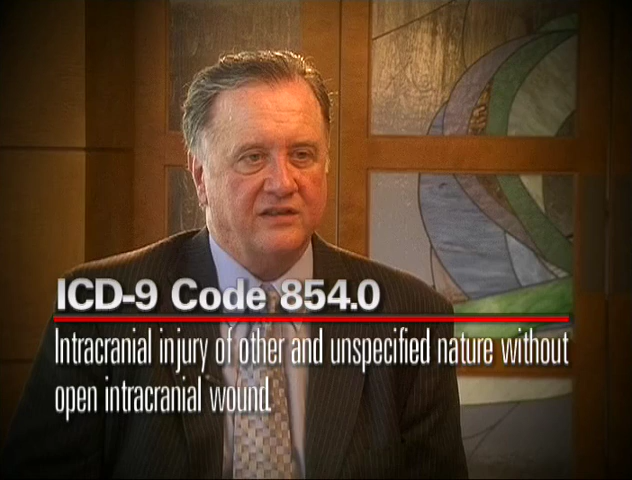 ICD-9 Code 854.0
Intracranial injury of other and unspecified nature without
open intracranial wound.